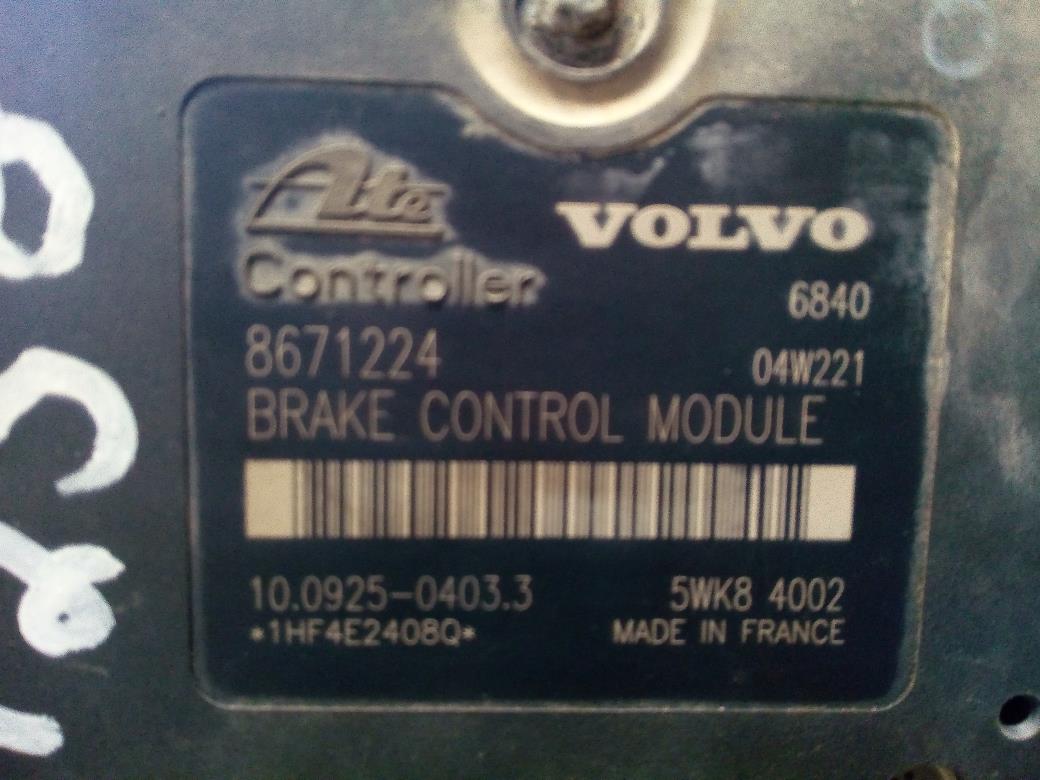 Ate
VOLVO
Controller
6840
8671224
04W221
BRAKE CONTROL MODULE
10.0925-0403.3
5WK8 4002
*1HF4E2408Q*
MADE IN FRANCE